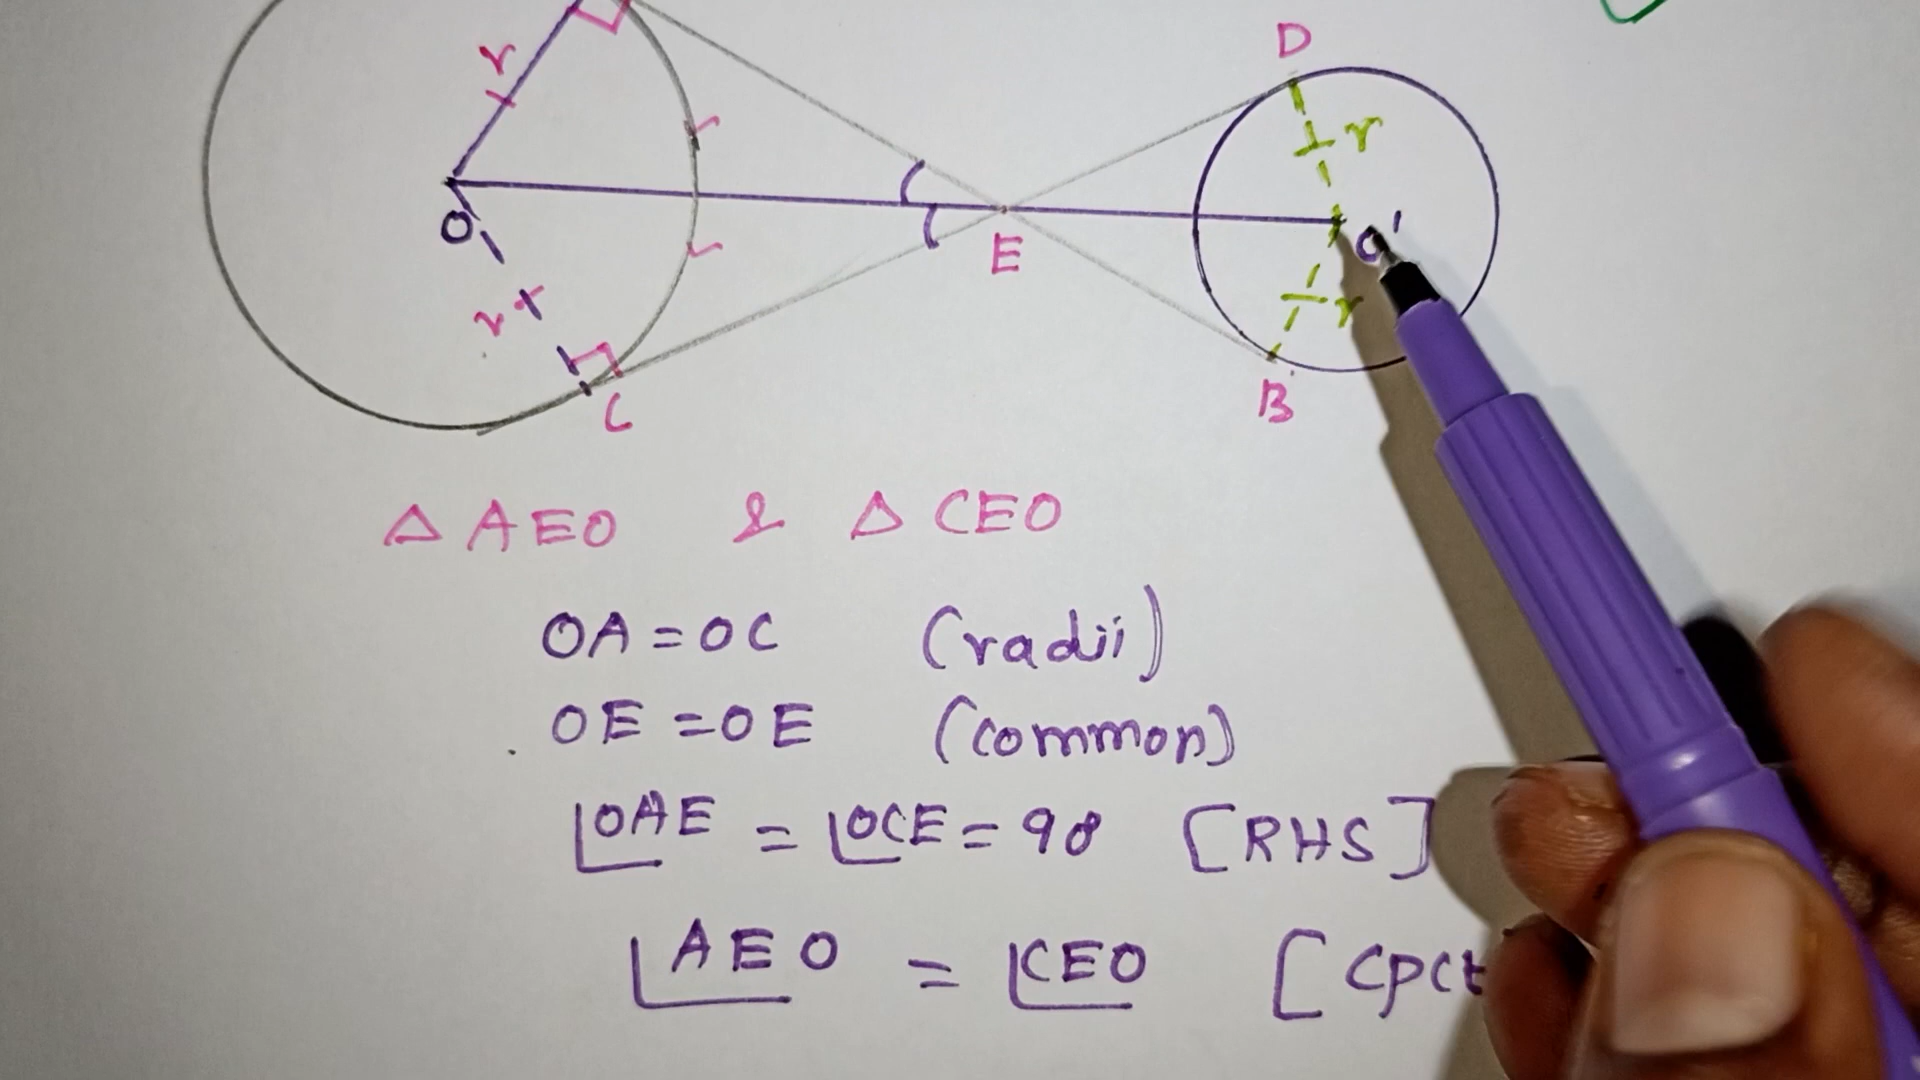 D
r
r
O
O'
E
r
r
C
B
△ AEO & △ CEO
OA = OC (radii)
OE = OE (common)
∠OAE = ∠OCE = 90 [RHS]
∠AEO = ∠CEO [cpct